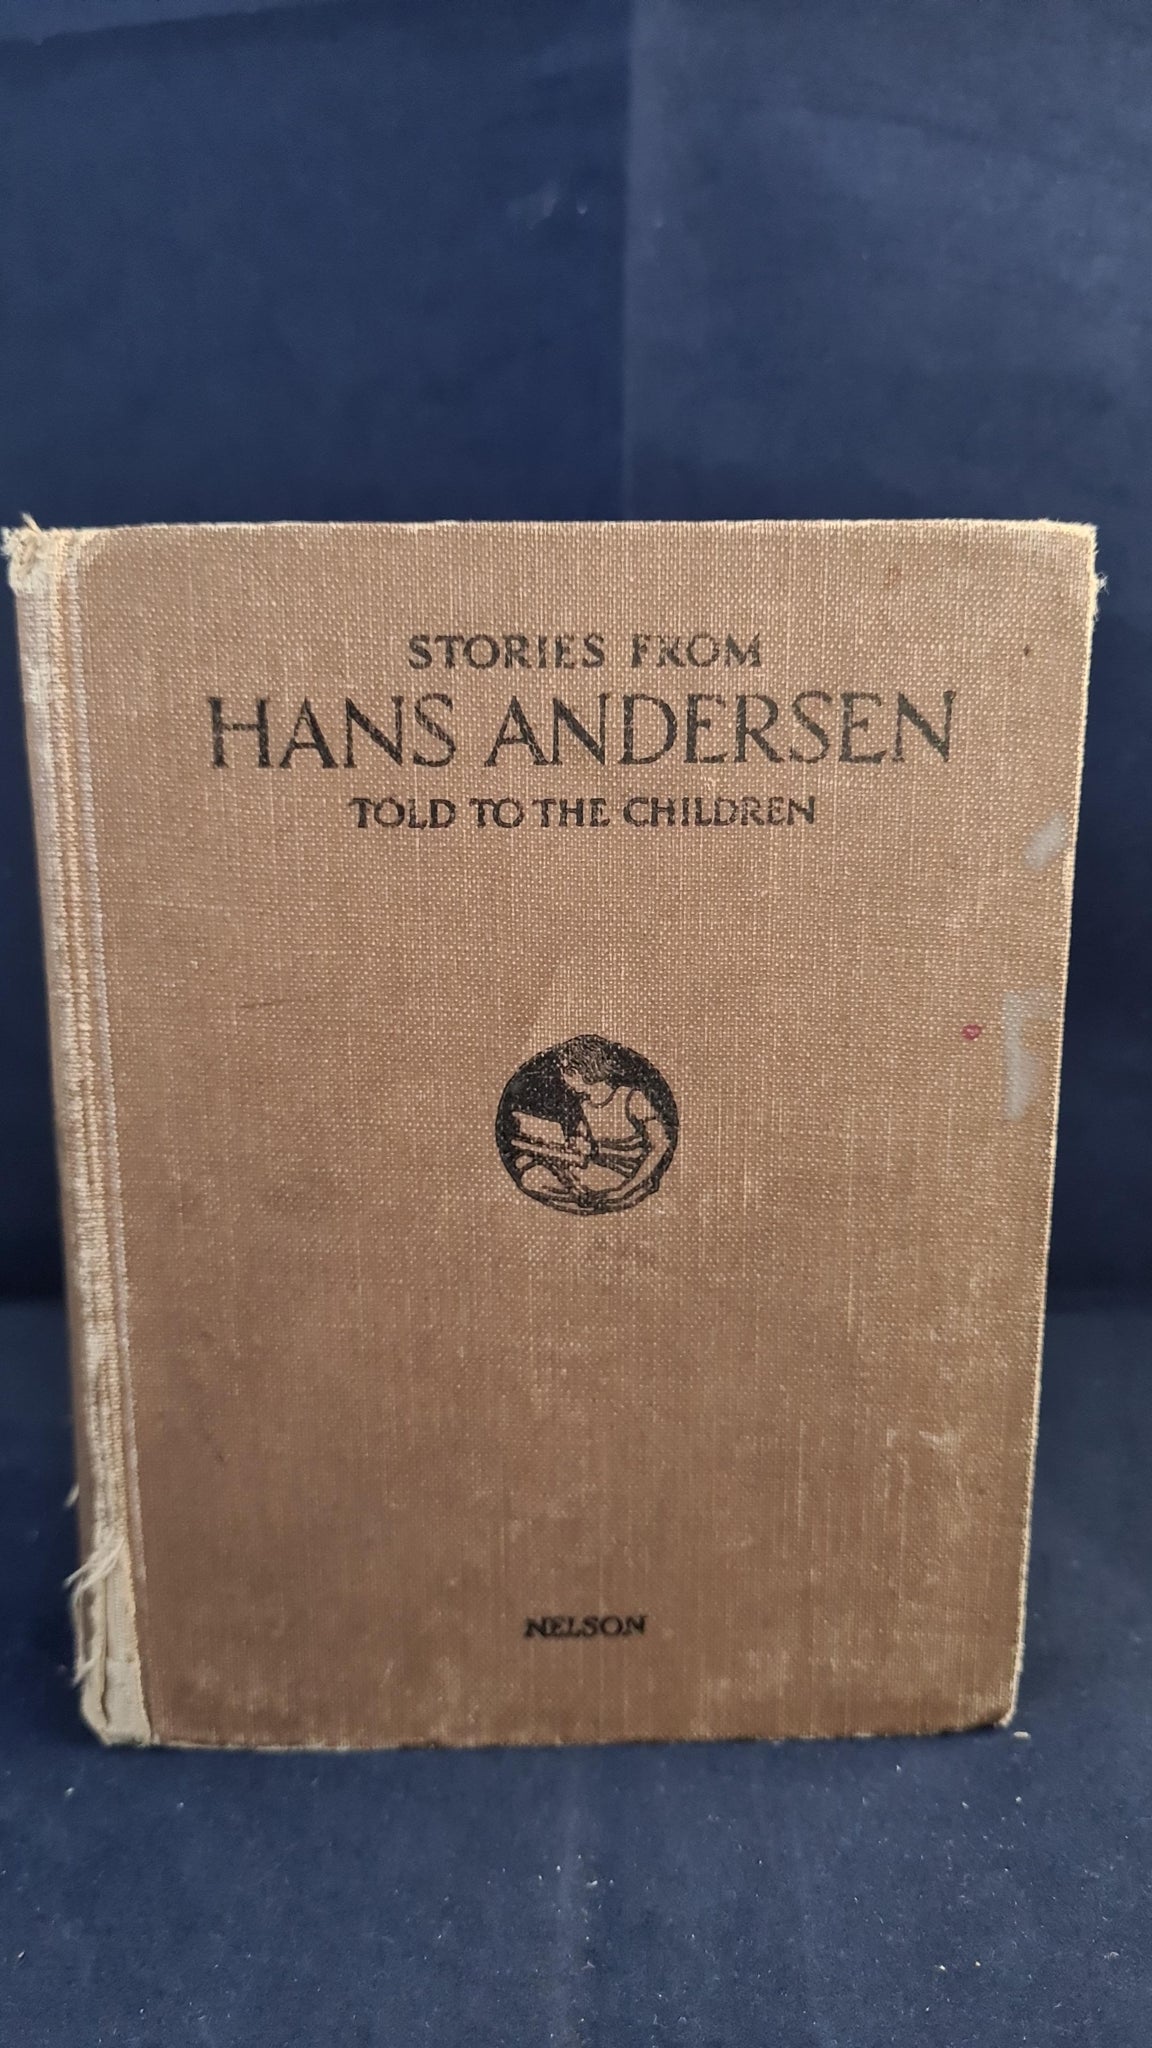 STORIES FROM
HANS ANDERSEN
TOLD TO THE CHILDREN
NELSON